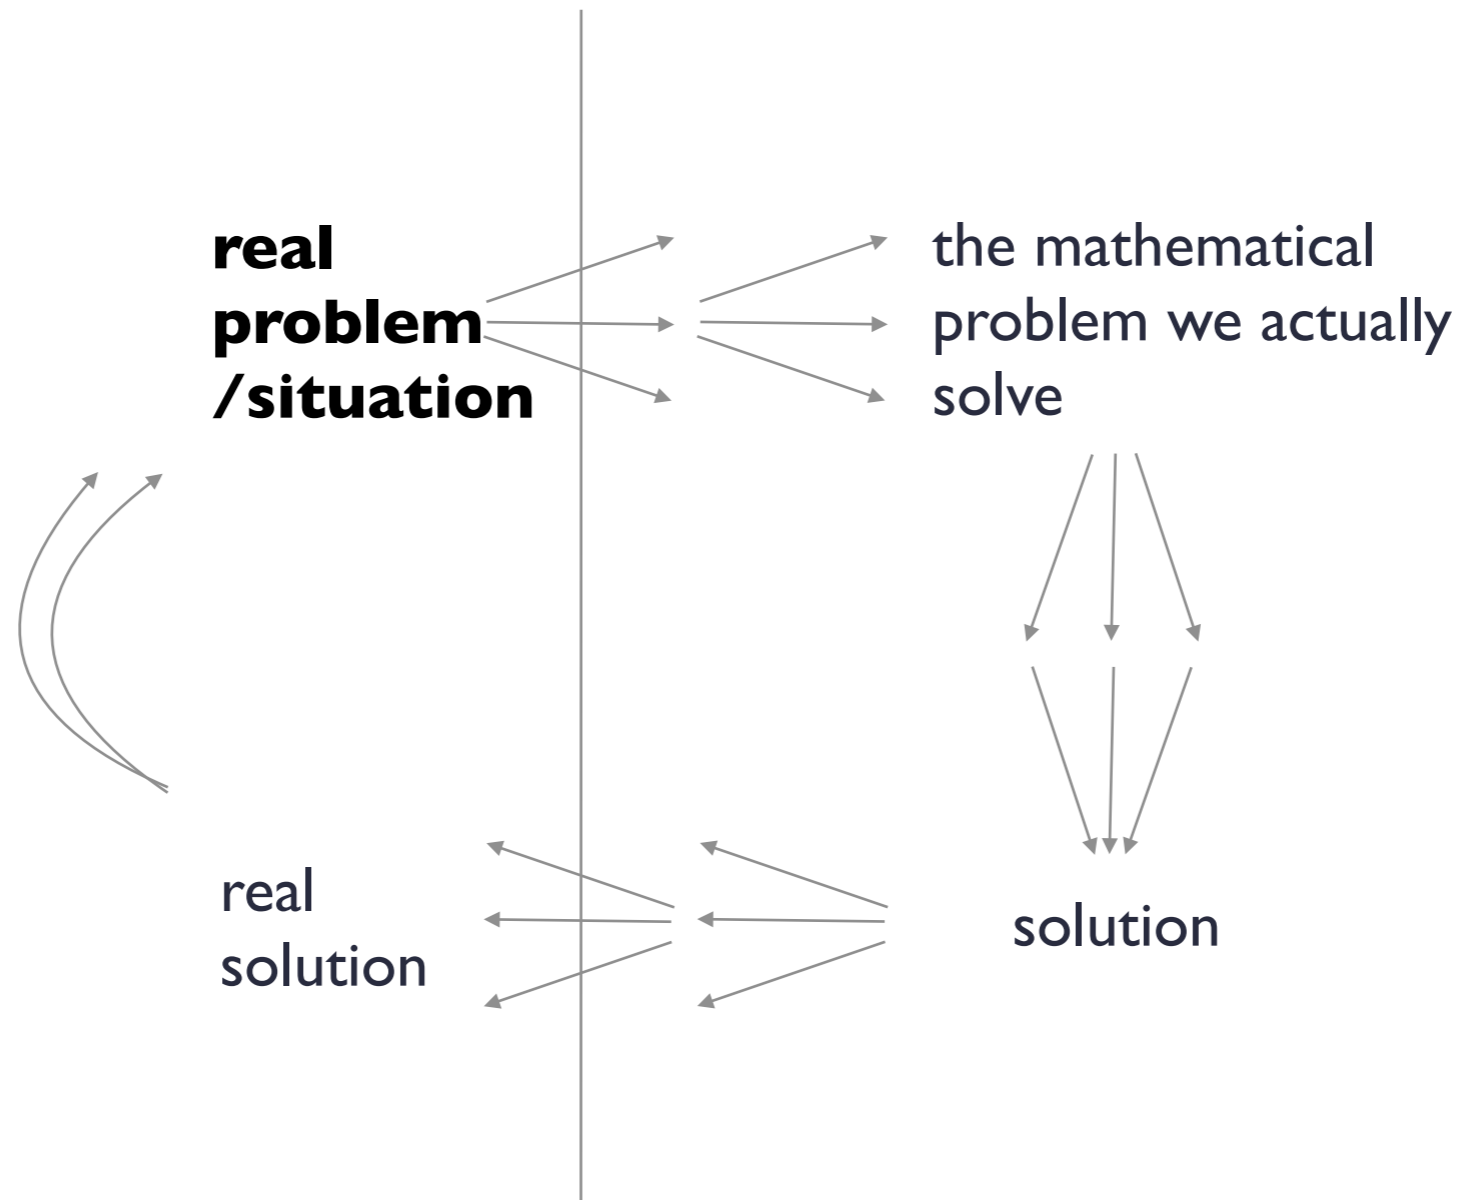 real
problem
/situation
the mathematical
problem we actually
solve
real
solution
solution